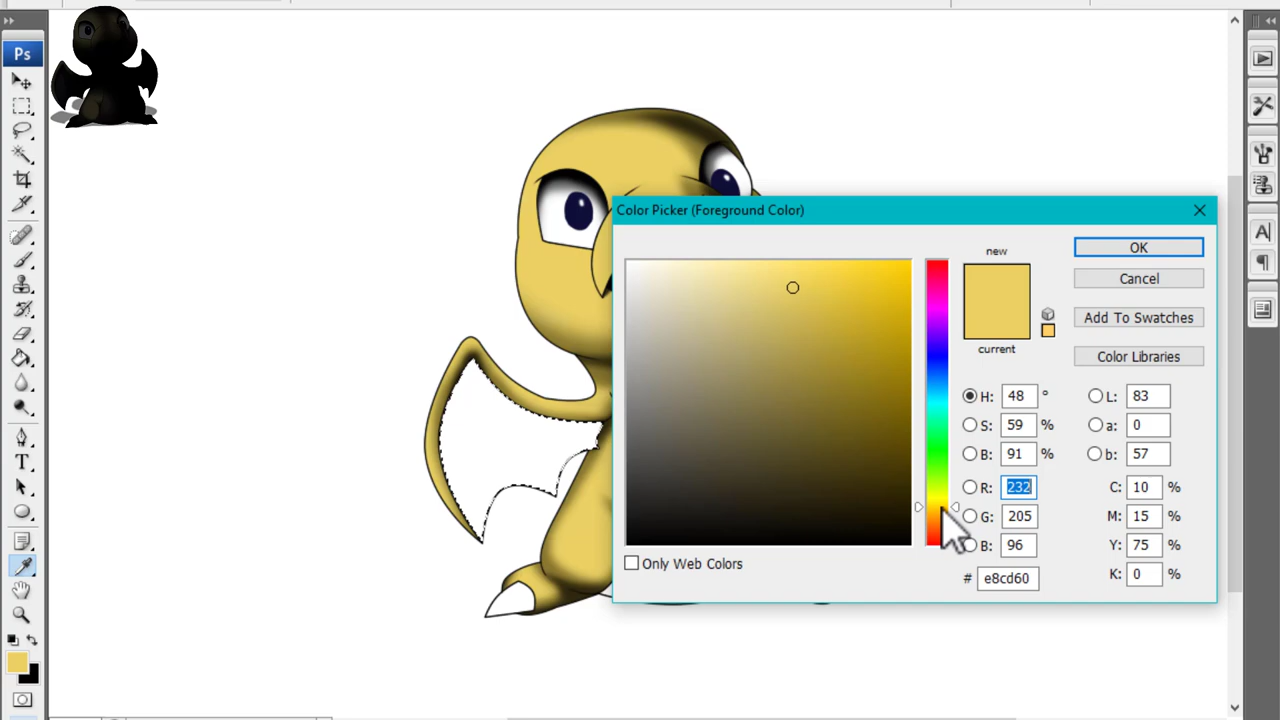 Ps
Color Picker (Foreground Color)
new
current
OK
Cancel
Add To Swatches
Color Libraries
H: 48 °
S: 59 %
B: 91 %
R: 232
G: 205
B: 96
# e8cd60
L: 83
a: 0
b: 57
C: 10 %
M: 15 %
Y: 75 %
K: 0 %
Only Web Colors
T
A